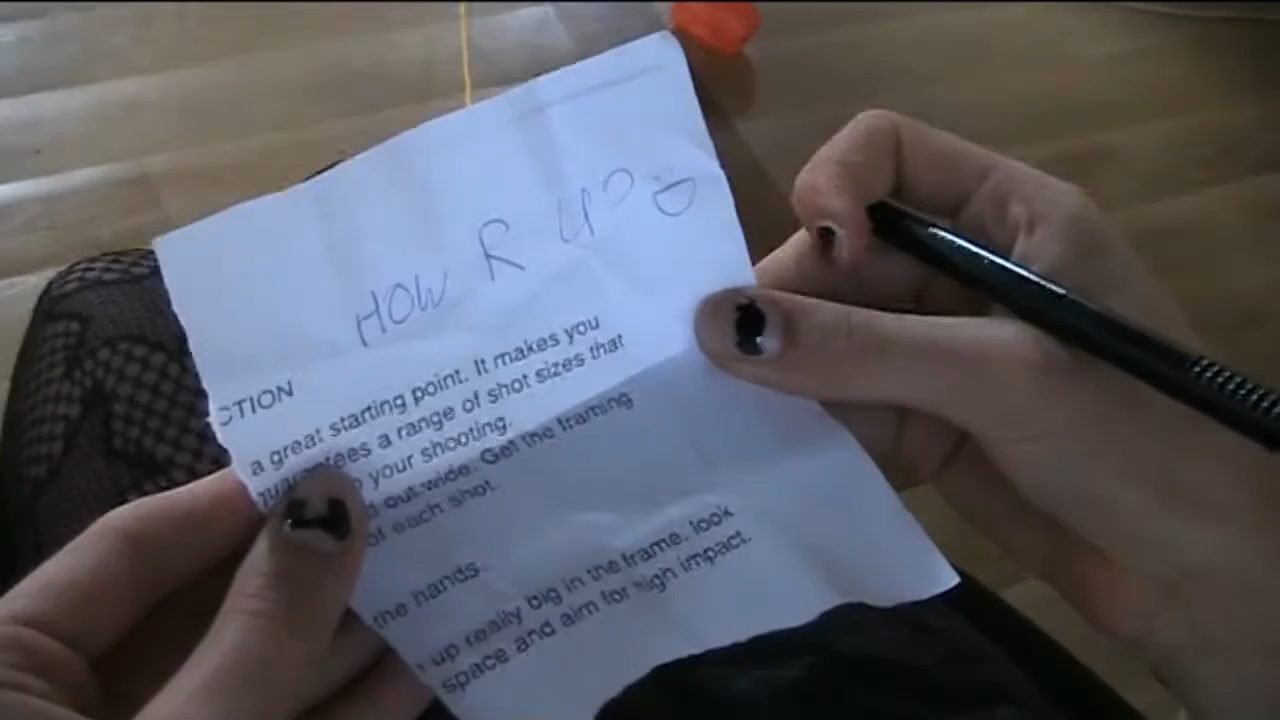 HOW R U? :D
CTION
a great starting point. It makes you
a range of shot sizes that
your shooting.
out wide. Get the framing
of each shot.
the hands.
up really big in the frame, look
space and aim for high impact.